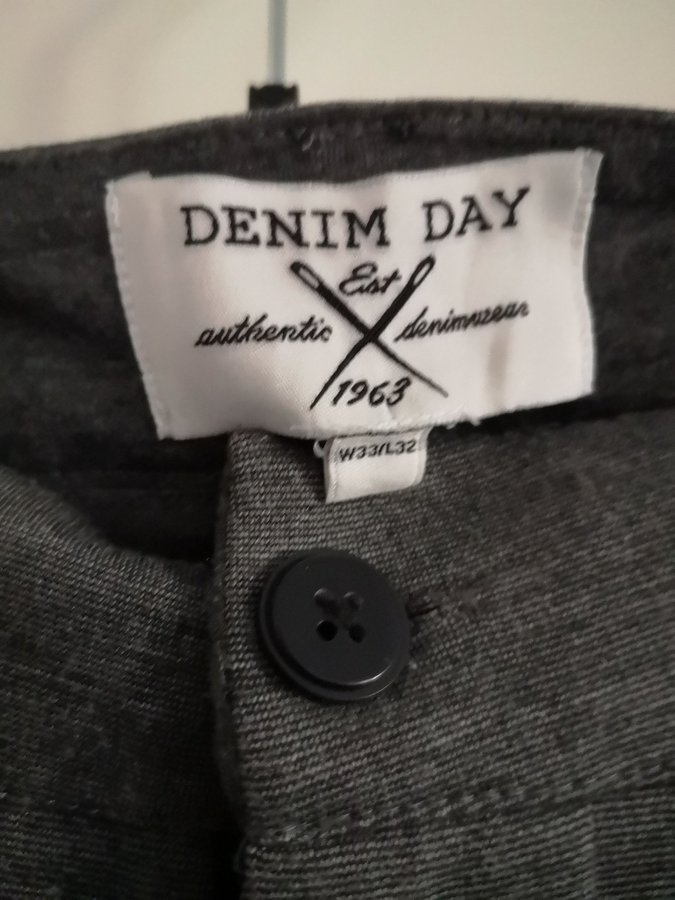 DENIM DAY
Est
authentic denimwear
1963
W33/L32